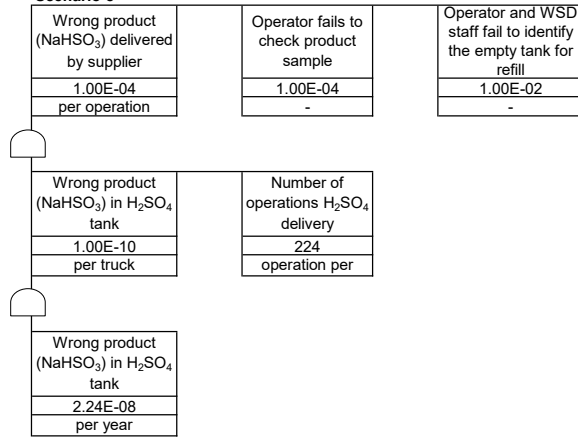 Wrong product
(NaHSO₃) delivered
by supplier
1.00E-04
per operation
Operator fails to
check product
sample
1.00E-04
-
Operator and WSD
staff fail to identify
the empty tank for
refill
1.00E-02
-
Wrong product
(NaHSO₃) in H₂SO₄
tank
1.00E-10
per truck
Number of
operations H₂SO₄
delivery
224
operation per
Wrong product
(NaHSO₃) in H₂SO₄
tank
2.24E-08
per year